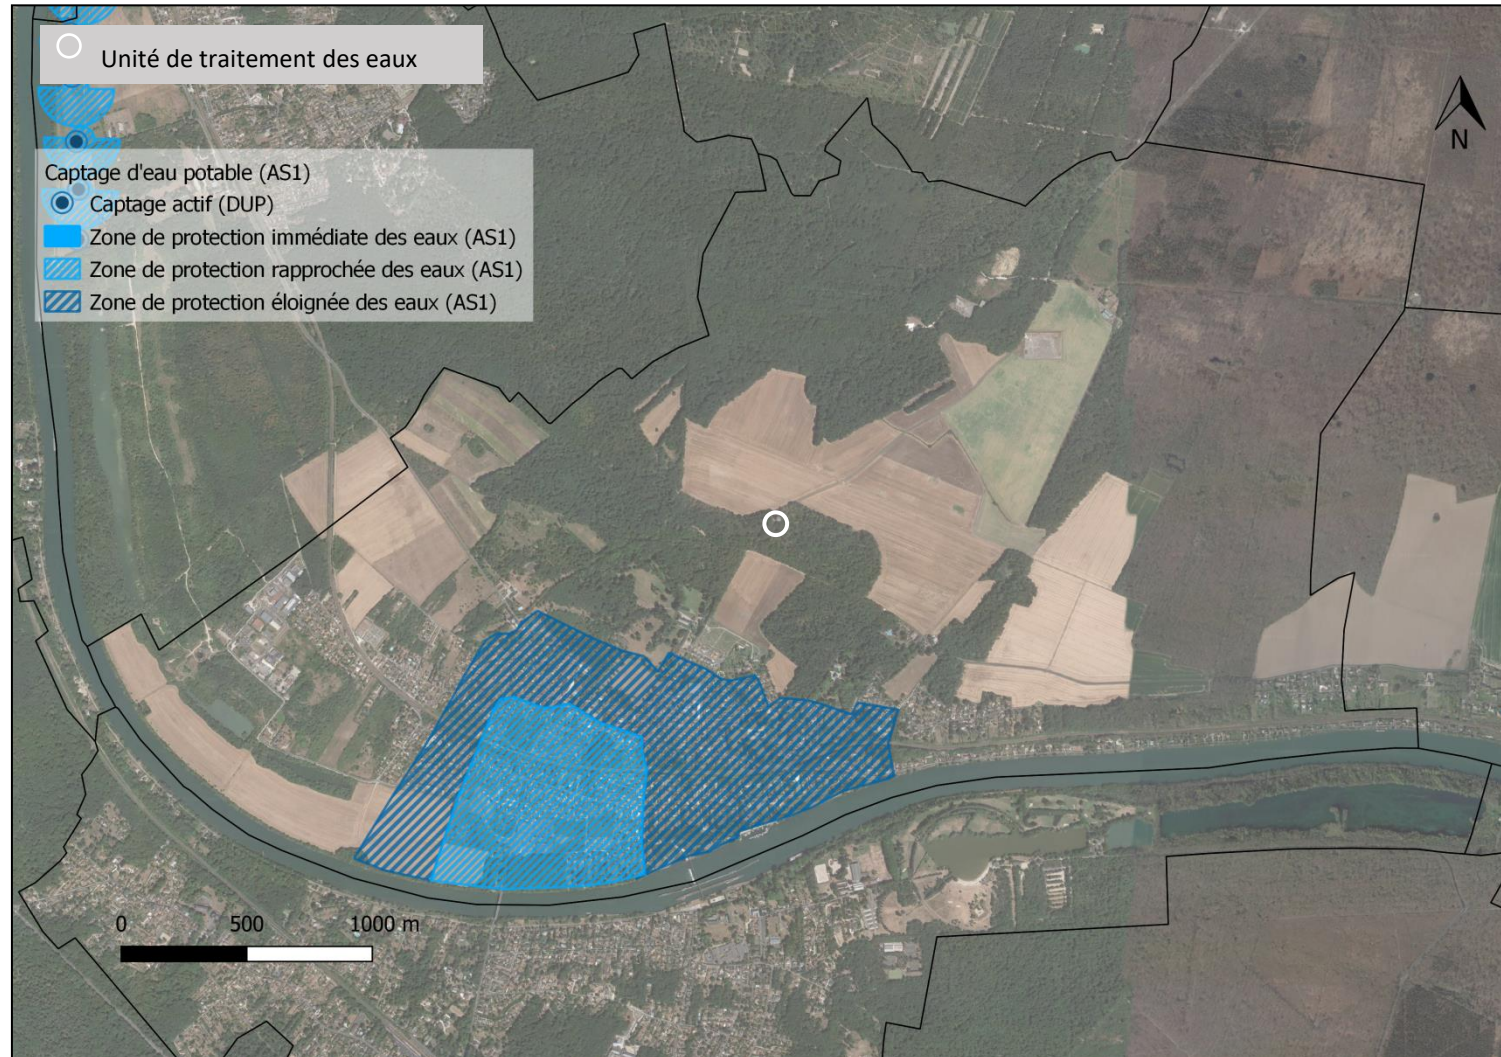 Unité de traitement des eaux
Captage d'eau potable (AS1)
Captage actif (DUP)
Zone de protection immédiate des eaux (AS1)
Zone de protection rapprochée des eaux (AS1)
Zone de protection éloignée des eaux (AS1)
N
0 500 1000 m